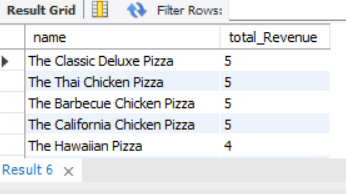 Result Grid Filter Rows:
name total_Revenue
The Classic Deluxe Pizza 5
The Thai Chicken Pizza 5
The Barbecue Chicken Pizza 5
The California Chicken Pizza 5
The Hawaiian Pizza 4
Result 6 ×